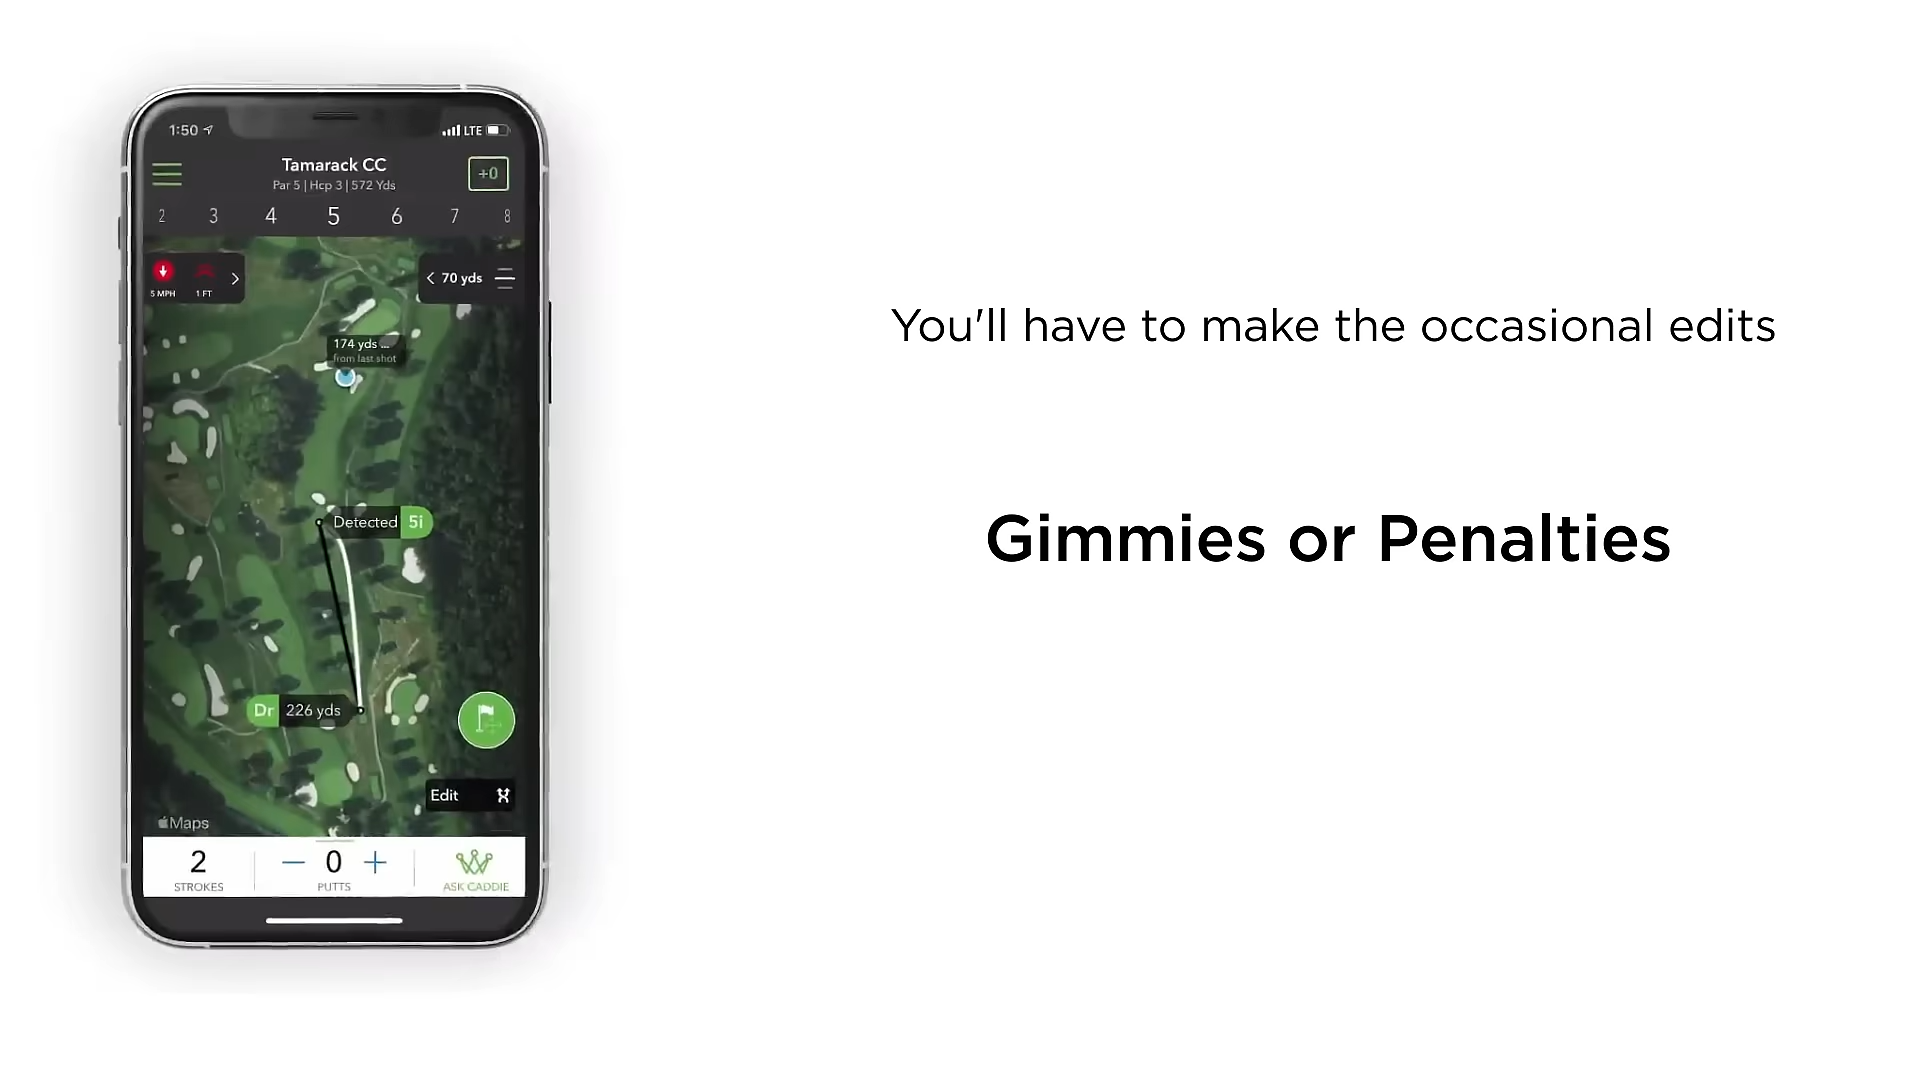 1:50
LTE
Tamarack CC
Par 5 | Hcp 3 | 572 Yds
+0
2 3 4 5 6 7 8
5 MPH
1 FT
70 yds
174 yds ...
from last shot
Detected 5i
Dr 226 yds
Edit
Maps
2
STROKES
0
PUTTS
ASK CADDIE
You'll have to make the occasional edits
Gimmies or Penalties